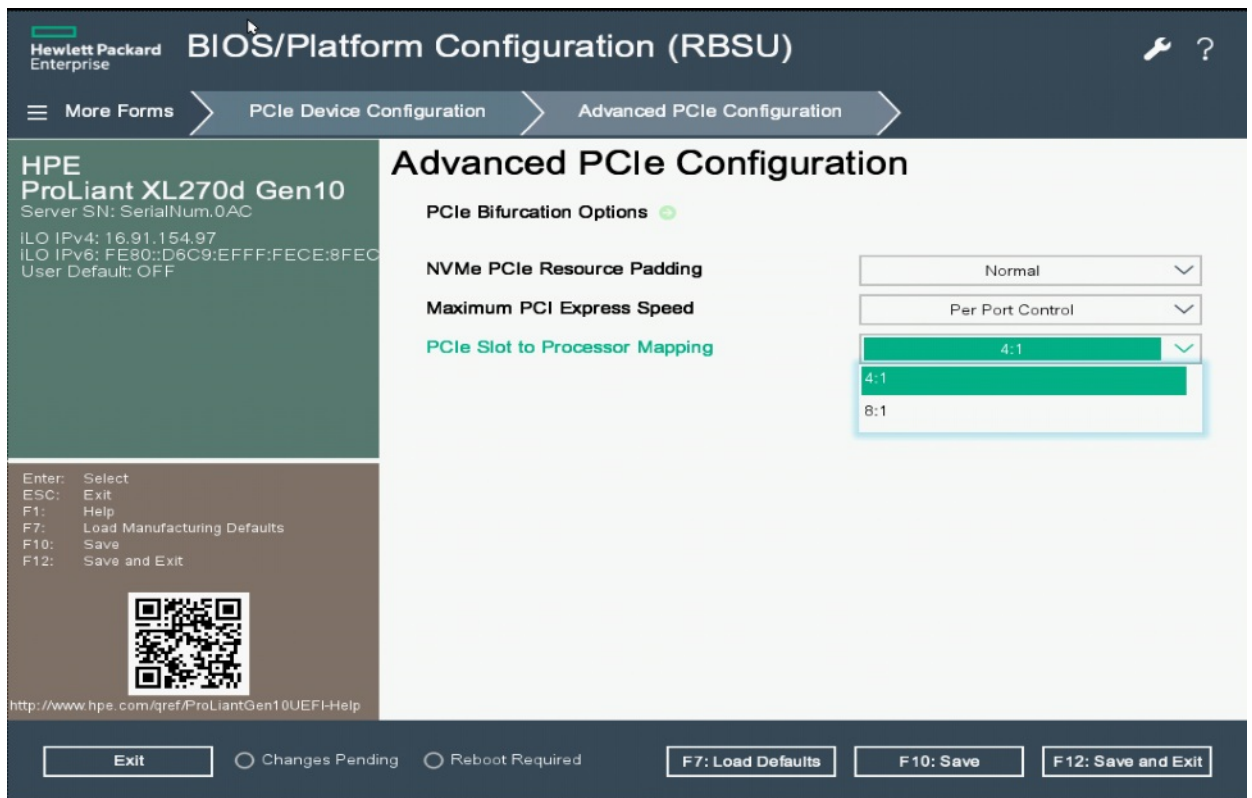 Hewlett Packard
Enterprise
BIOS/Platform Configuration (RBSU)
?
More Forms
PCIe Device Configuration
Advanced PCIe Configuration
HPE
ProLiant XL270d Gen10
Server SN: SerialNum.0AC
iLO IPv4: 16.91.154.97
iLO IPv6: FE80::D6C9:EFFF:FECE:8FEC
User Default: OFF
Advanced PCIe Configuration
PCIe Bifurcation Options
NVMe PCIe Resource Padding
Normal
Maximum PCI Express Speed
Per Port Control
PCIe Slot to Processor Mapping
4:1
4:1
8:1
Enter: Select
ESC: Exit
F1: Help
F7: Load Manufacturing Defaults
F10: Save
F12: Save and Exit
http://www.hpe.com/qref/ProLiantGen10UEFI-Help
Exit
Changes Pending
Reboot Required
F7: Load Defaults
F10: Save
F12: Save and Exit